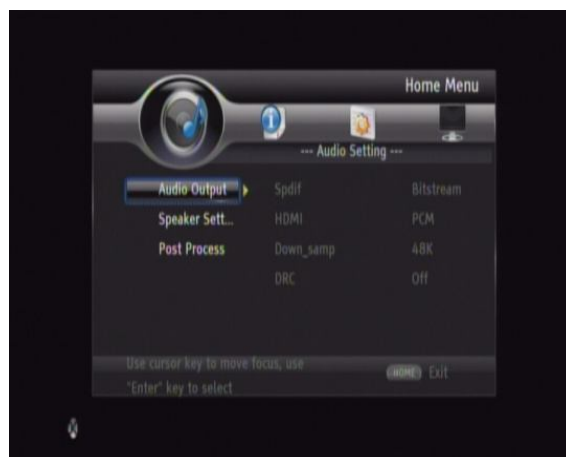 Home Menu
--- Audio Setting ---
Audio Output Spdif Bitstream
Speaker Sett... HDMI PCM
Post Process Down_samp 48K
DRC Off
Use cursor key to move focus, use
"Enter" key to select
HOME Exit